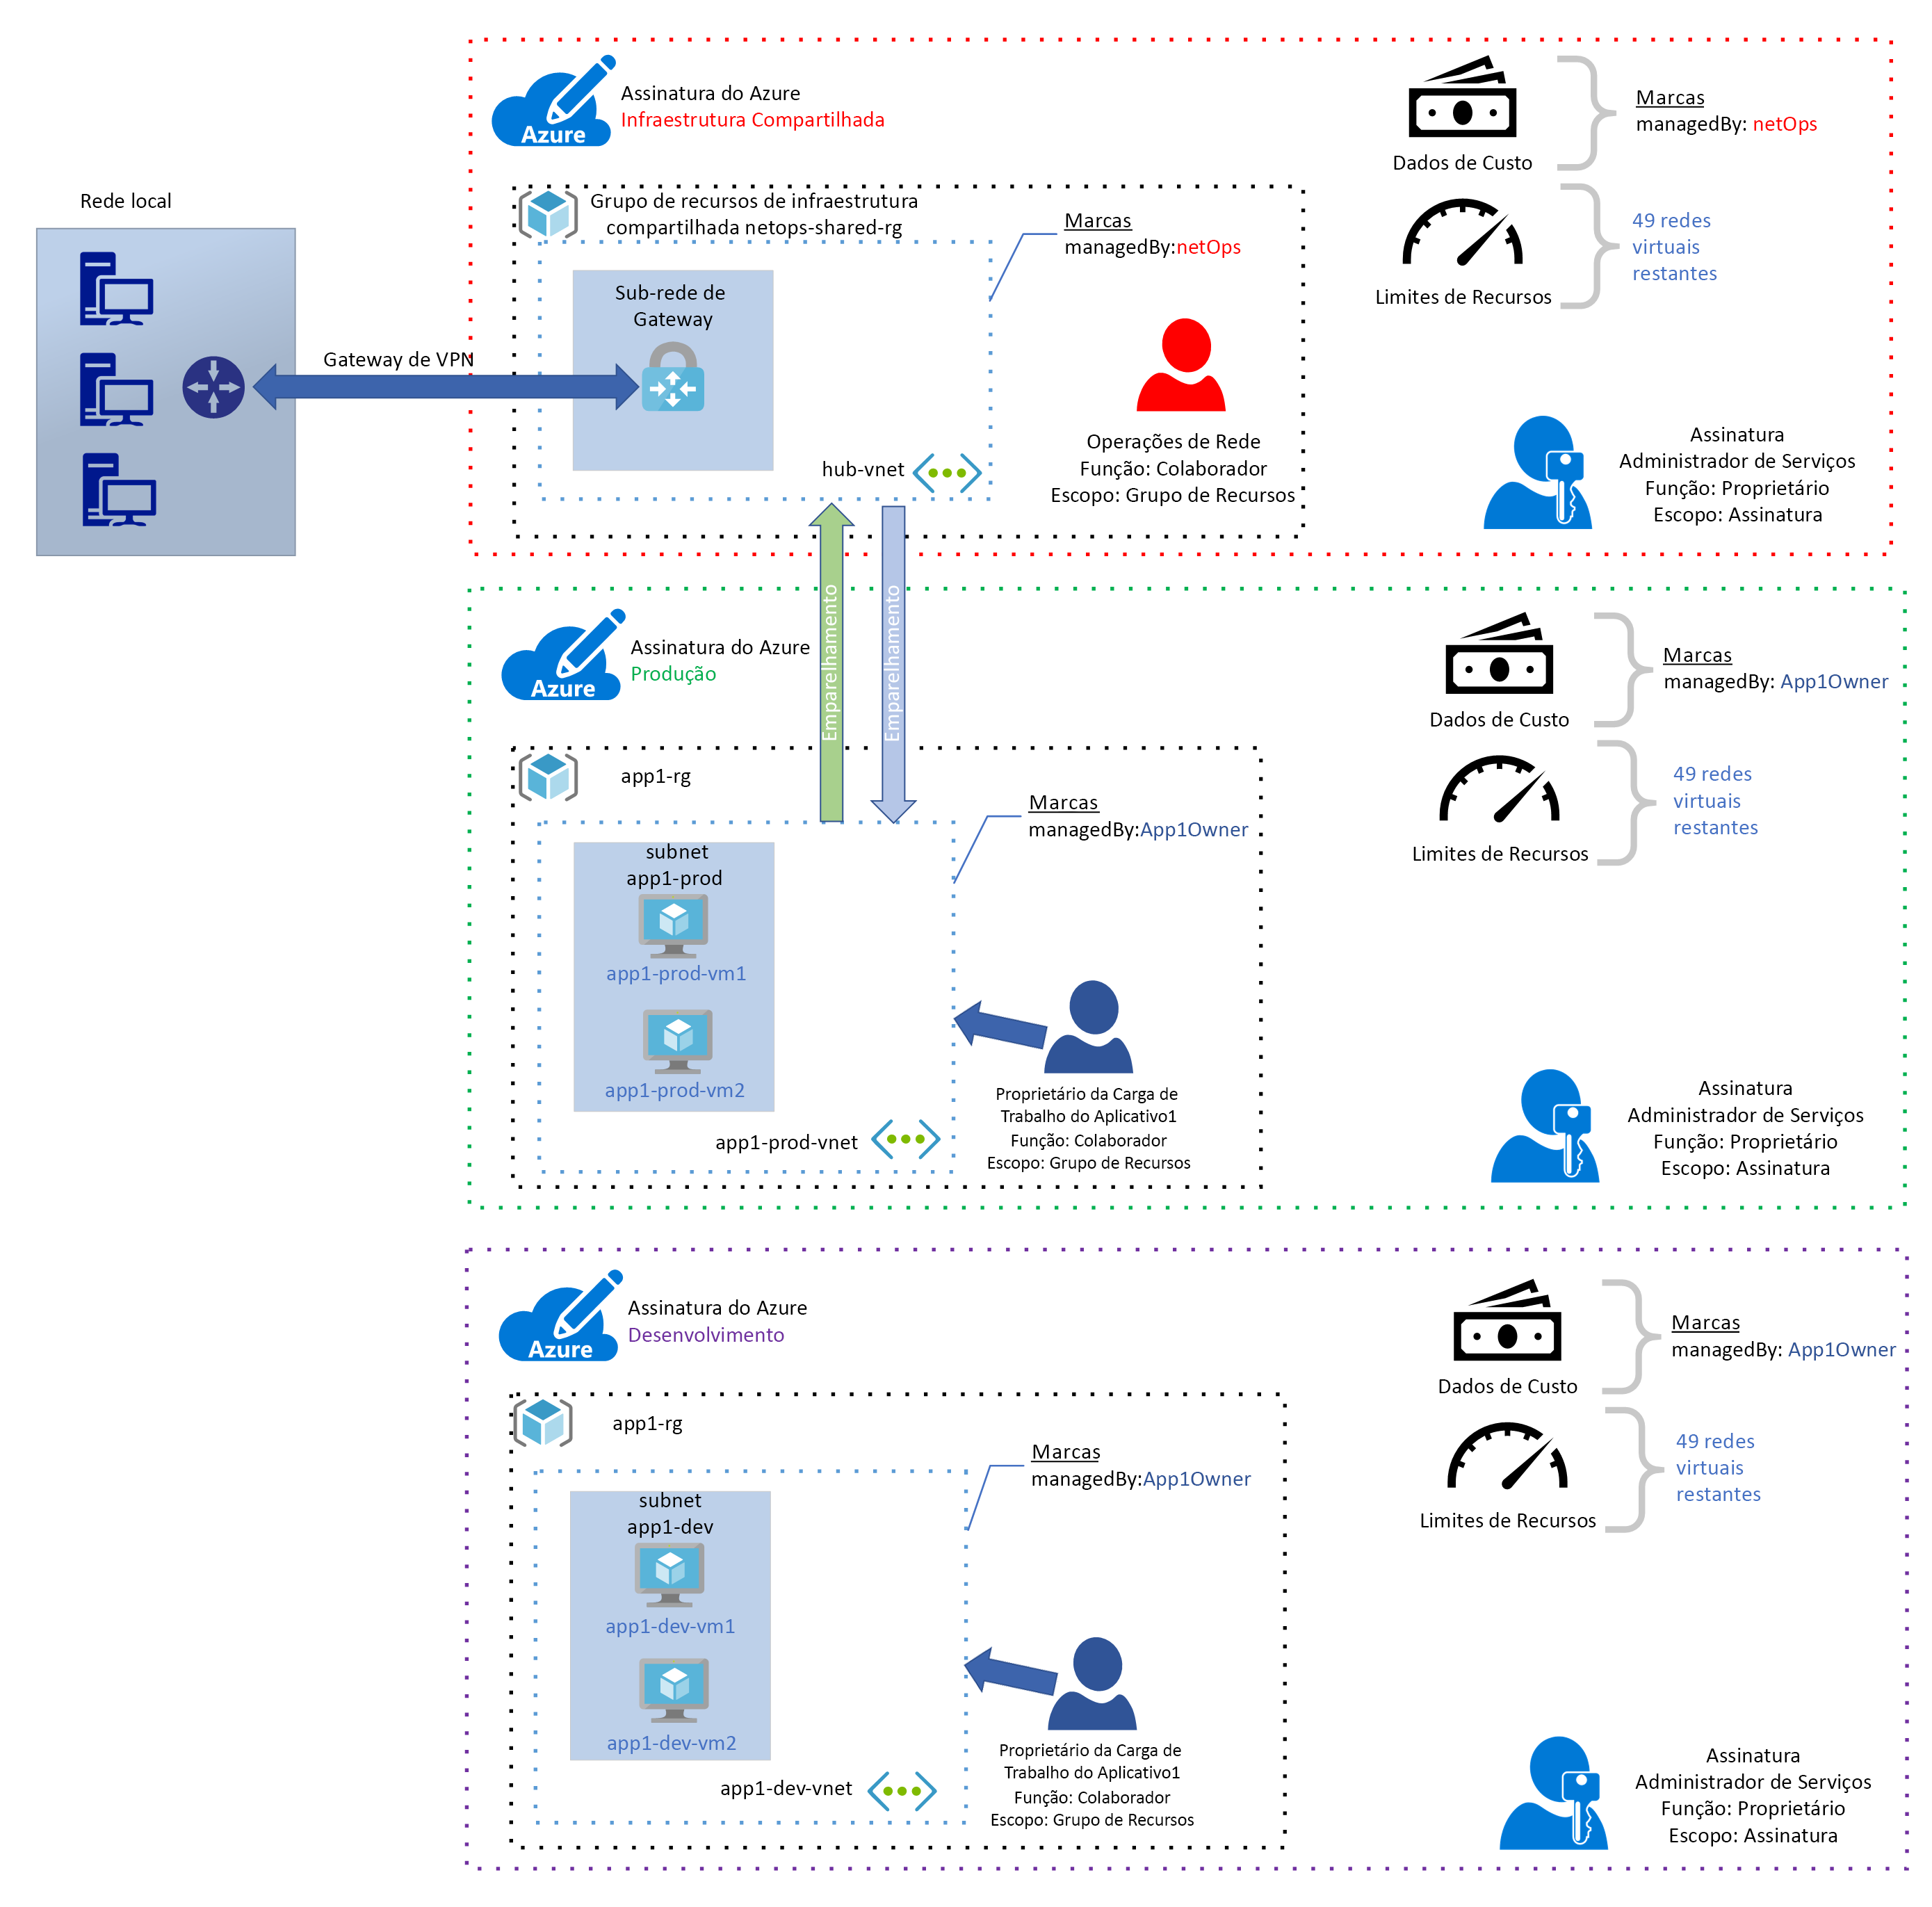 Assinatura do Azure
Infraestrutura Compartilhada
Azure
Dados de Custo
Marcas
managedBy: netOps
Rede local
Grupo de recursos de infraestrutura
compartilhada netops-shared-rg
Marcas
managedBy:netOps
49 redes
virtuais
restantes
Limites de Recursos
Sub-rede de
Gateway
Gateway de VPN
hub-vnet
Operações de Rede
Função: Colaborador
Escopo: Grupo de Recursos
Assinatura
Administrador de Serviços
Função: Proprietário
Escopo: Assinatura
Emparelhamento
Emparelhamento
Assinatura do Azure
Produção
Azure
Dados de Custo
Marcas
managedBy: App1Owner
app1-rg
Marcas
managedBy:App1Owner
49 redes
virtuais
restantes
Limites de Recursos
subnet
app1-prod
app1-prod-vm1
app1-prod-vm2
app1-prod-vnet
Proprietário da Carga de
Trabalho do Aplicativo1
Função: Colaborador
Escopo: Grupo de Recursos
Assinatura
Administrador de Serviços
Função: Proprietário
Escopo: Assinatura
Assinatura do Azure
Desenvolvimento
Azure
Dados de Custo
Marcas
managedBy: App1Owner
app1-rg
Marcas
managedBy:App1Owner
49 redes
virtuais
restantes
Limites de Recursos
subnet
app1-dev
app1-dev-vm1
app1-dev-vm2
app1-dev-vnet
Proprietário da Carga de
Trabalho do Aplicativo1
Função: Colaborador
Escopo: Grupo de Recursos
Assinatura
Administrador de Serviços
Função: Proprietário
Escopo: Assinatura